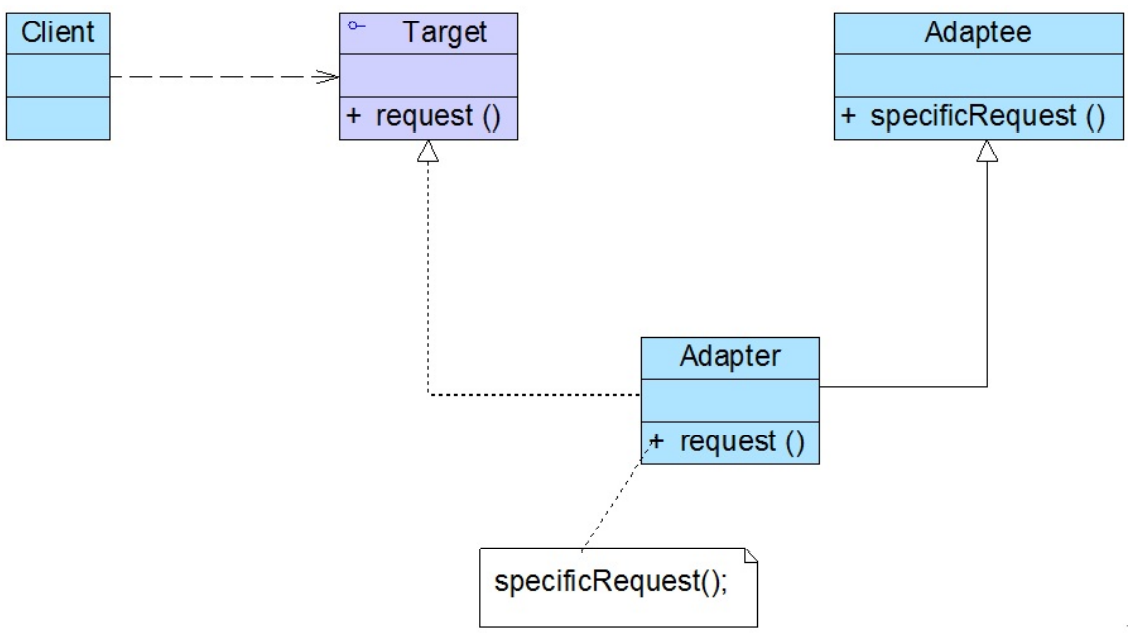 Client
Target
+ request ()
Adaptee
+ specificRequest ()
Adapter
+ request ()
specificRequest();